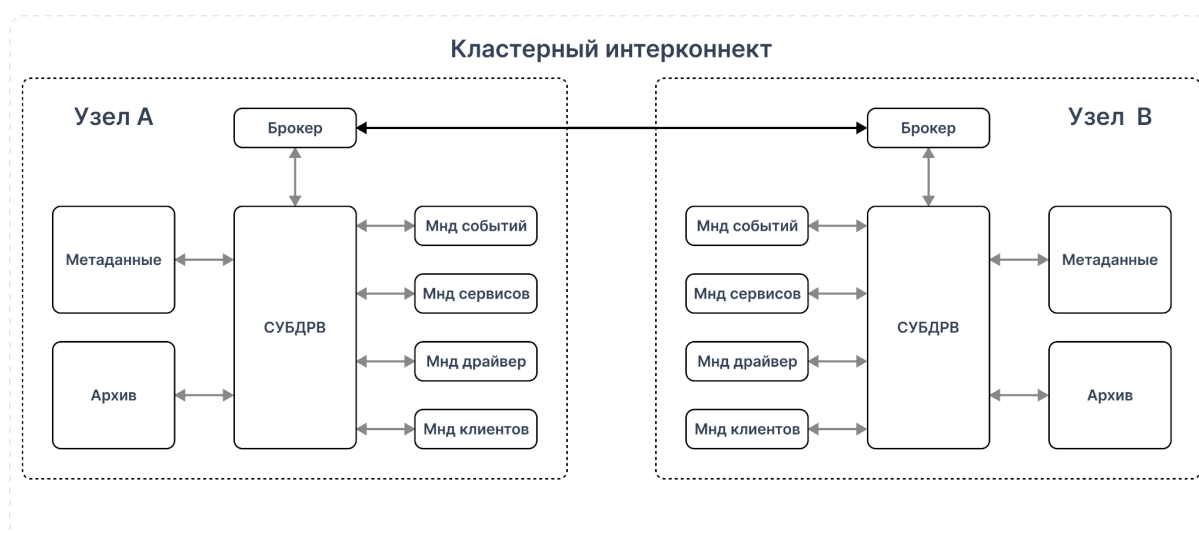 Кластерный интерконнект
Узел А
Брокер
Метаданные
Архив
СУБДРВ
Мнд событий
Мнд сервисов
Мнд драйвер
Мнд клиентов
Узел В
Брокер
Мнд событий
Мнд сервисов
Мнд драйвер
Мнд клиентов
СУБДРВ
Метаданные
Архив